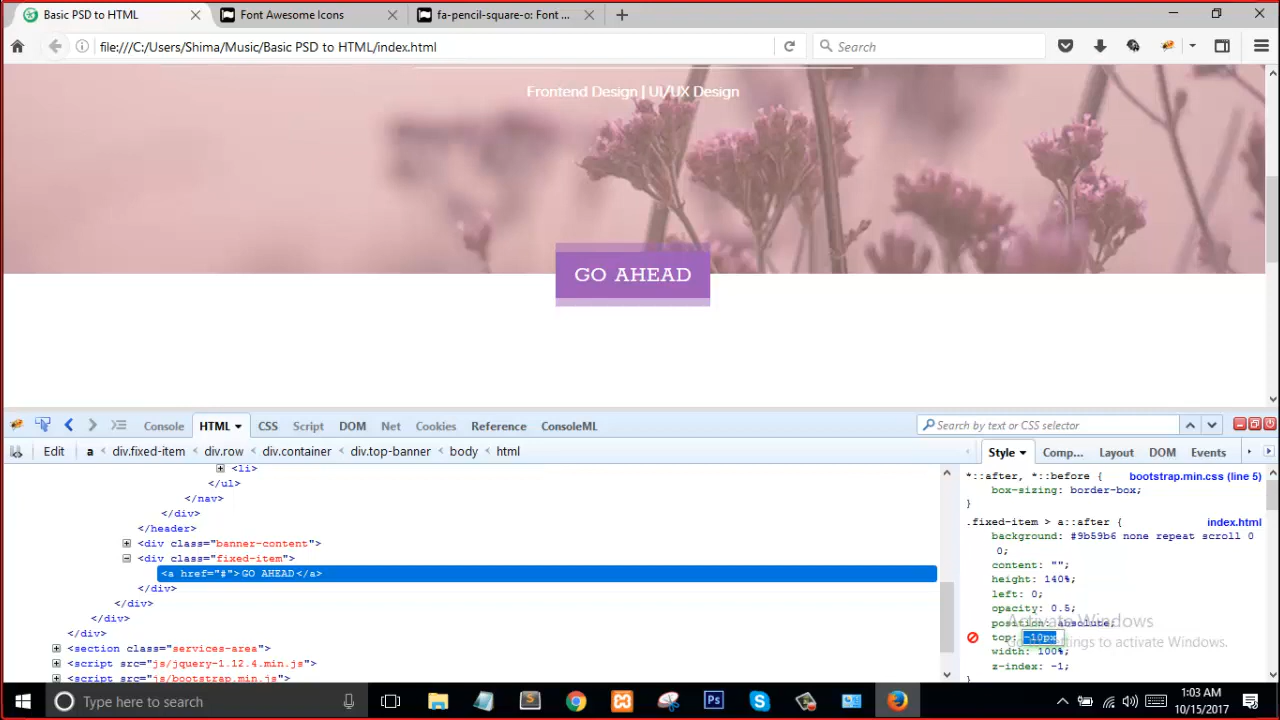 Basic PSD to HTML
Font Awesome Icons
fa-pencil-square-o: Font ...
file:///C:/Users/Shima/Music/Basic PSD to HTML/index.html
Search
Frontend Design | UI/UX Design
GO AHEAD
Console HTML CSS Script DOM Net Cookies Reference ConsoleML
Search by text or CSS selector
Edit a < div.fixed-item < div.row < div.container < div.top-banner < body < html
Style Comp... Layout DOM Events
<li>
</ul>
</nav>
</div>
</header>
<div class="banner-content">
<div class="fixed-item">
<a href="#">GO AHEAD</a>
</div>
</div>
</div>
</div>
<section class="services-area">
<script src="js/jquery-1.12.4.min.js">
<script src="js/bootstrap.min.js">
*::after, *::before { bootstrap.min.css (line 5)
box-sizing: border-box;
}
.fixed-item > a::after { index.html
background: #9b59b6 none repeat scroll 0
0;
content: "";
height: 140%;
left: 0;
opacity: 0.5;
position: absolute;
top: -10px
width: 100%;
z-index: -1;
}
Activate Windows
Go to Settings to activate Windows.
Type here to search
1:03 AM
10/15/2017